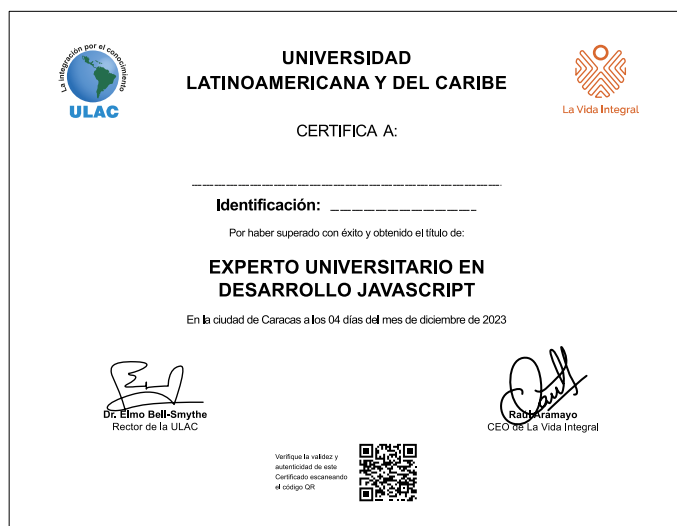 La integración por el conocimiento
ULAC
UNIVERSIDAD
LATINOAMERICANA Y DEL CARIBE
La Vida Integral
CERTIFICA A:
Identificación:
Por haber superado con éxito y obtenido el título de:
EXPERTO UNIVERSITARIO EN
DESARROLLO JAVASCRIPT
En la ciudad de Caracas a los 04 días del mes de diciembre de 2023
Dr. Elmo Bell-Smythe
Rector de la ULAC
Raúl Aramayo
CEO de La Vida Integral
Verifique la validez y
autenticidad de este
Certificado escaneando
el código QR